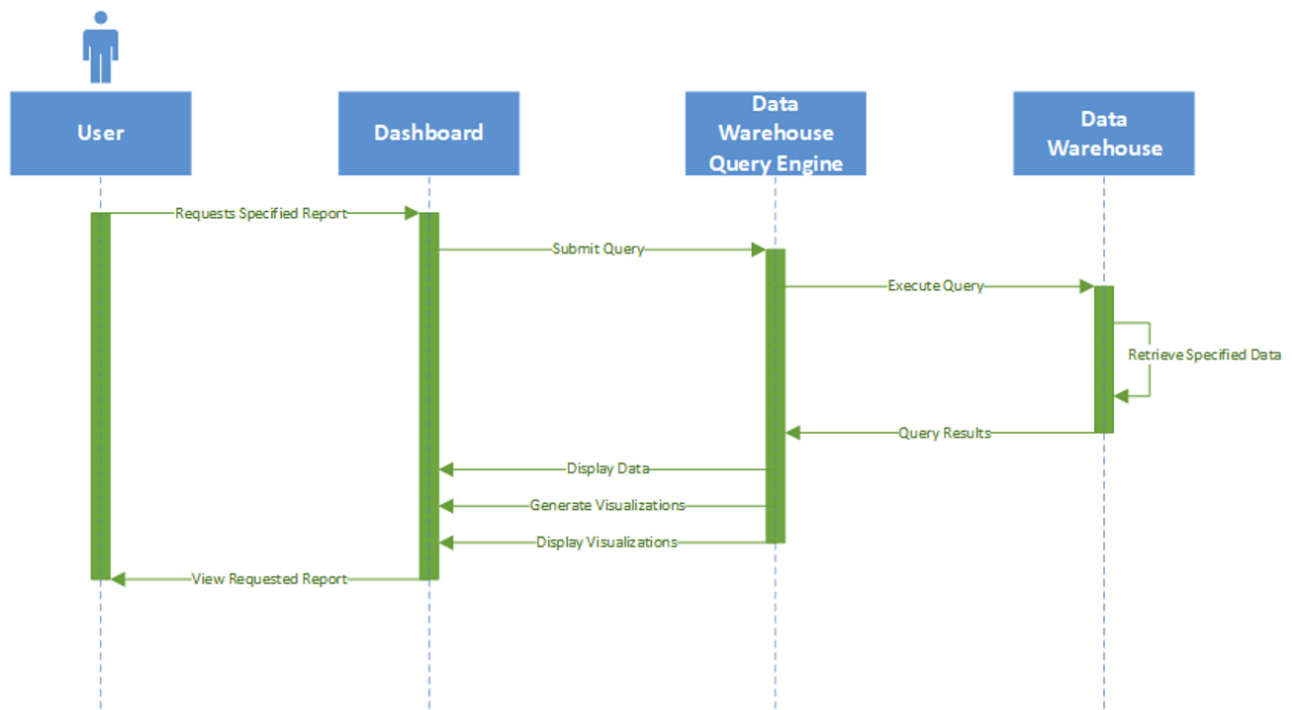 User
Dashboard
Data
Warehouse
Query Engine
Data
Warehouse
Requests Specified Report
Submit Query
Execute Query
Retrieve Specified Data
Query Results
Display Data
Generate Visualizations
Display Visualizations
View Requested Report